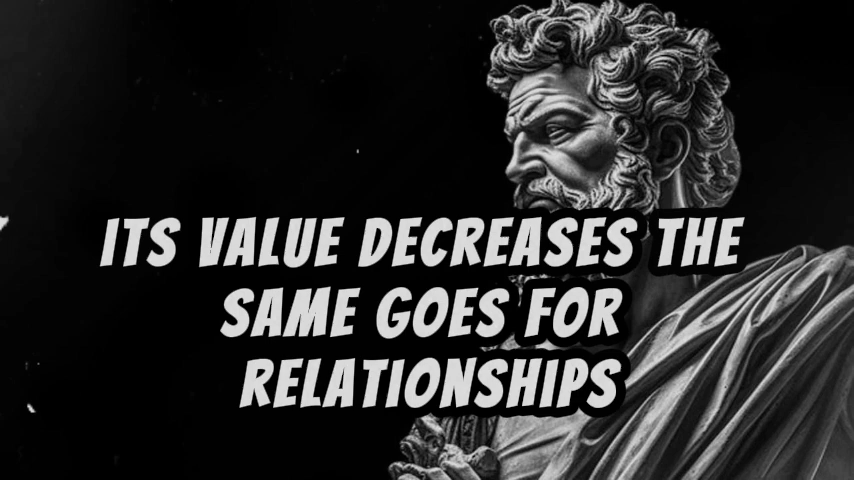 ITS VALUE DECREASES THE
SAME GOES FOR
RELATIONSHIPS